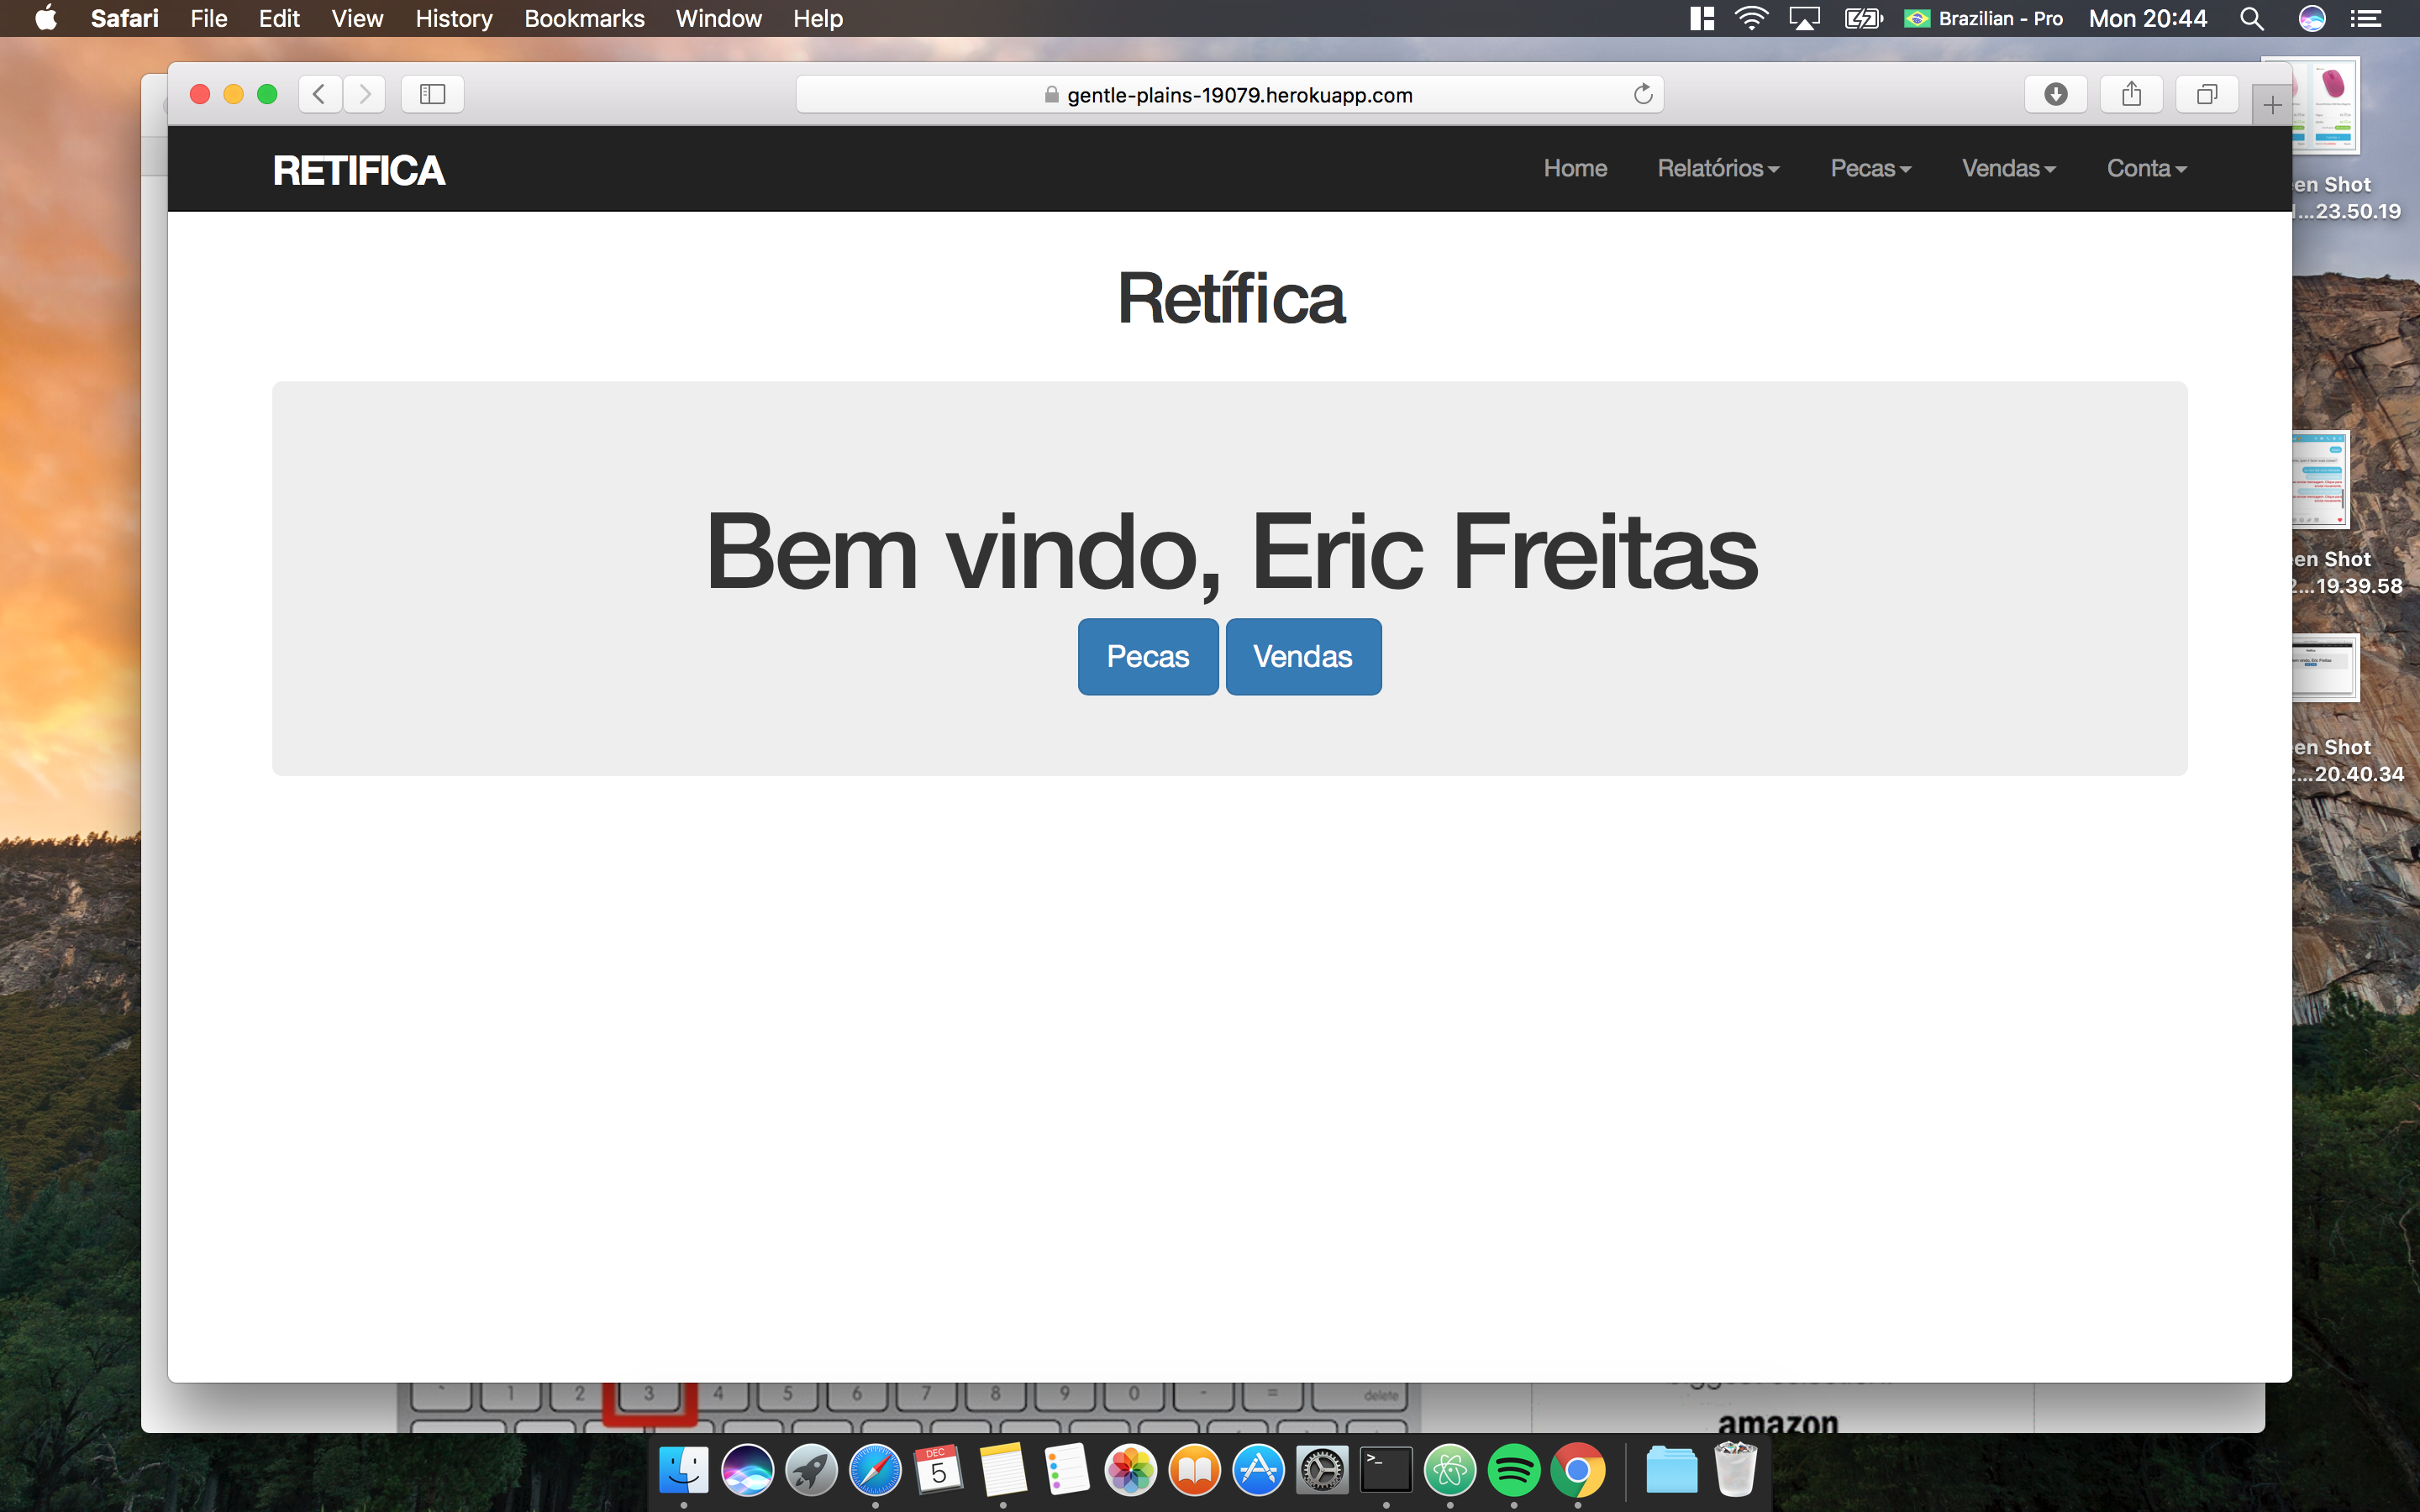 Safari File Edit View History Bookmarks Window Help Brazilian - Pro Mon 20:44
gentle-plains-19079.herokuapp.com
RETIFICA Home Relatórios Pecas Vendas Conta
Retífica
Bem vindo, Eric Freitas
Pecas Vendas
Shot
...23.50.19
Shot
...19.39.58
Shot
...20.40.34
1 2 3 4 5 6 7 8 9 0 - = delete
amazon
DEC
5